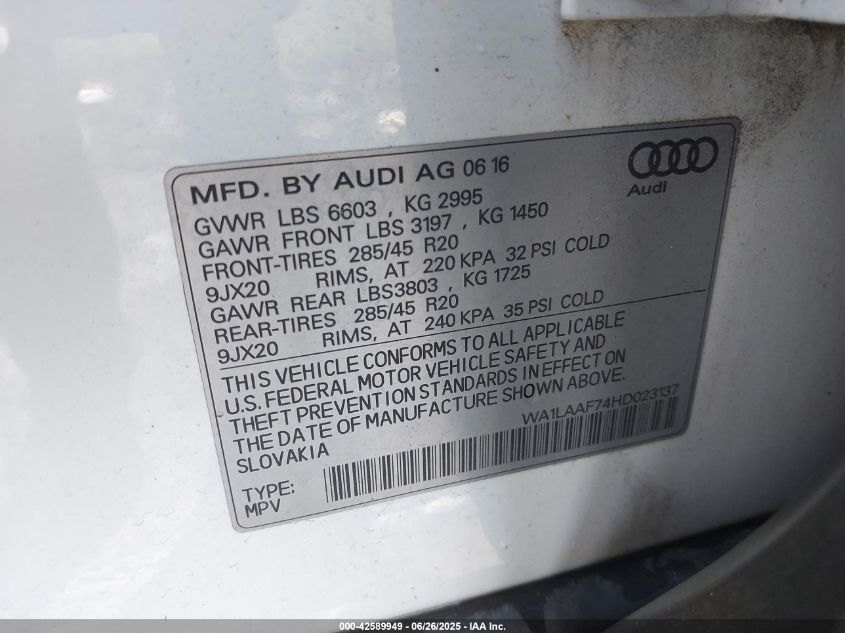 MFD. BY AUDI AG 06 16
Audi
GVWR LBS 6603 , KG 2995
GAWR FRONT LBS 3197 , KG 1450
FRONT-TIRES 285/45 R20
9JX20 RIMS, AT 220 KPA 32 PSI COLD
GAWR REAR LBS3803 , KG 1725
REAR-TIRES 285/45 R20
9JX20 RIMS, AT 240 KPA 35 PSI COLD
THIS VEHICLE CONFORMS TO ALL APPLICABLE
U.S. FEDERAL MOTOR VEHICLE SAFETY AND
THEFT PREVENTION STANDARDS IN EFFECT ON
THE DATE OF MANUFACTURE SHOWN ABOVE.
SLOVAKIA
WA1LAAF74HD023137
TYPE:
MPV
000-42589949 - 06/26/2025 - IAA Inc.